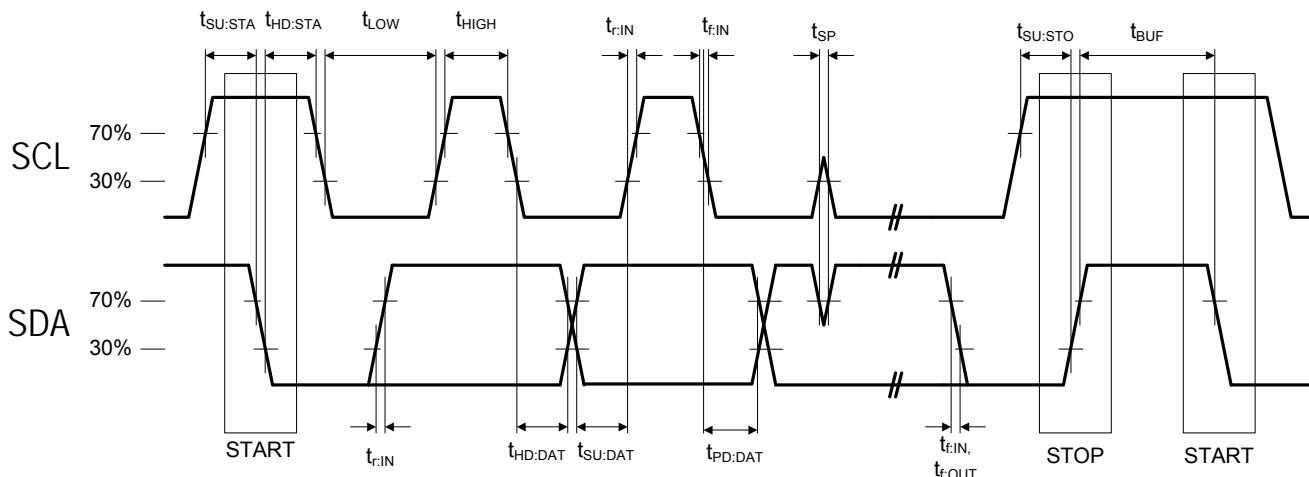 tSU:STA tHD:STA tLOW tHIGH tr:IN tf:IN tSP tSU:STO tBUF
70%
SCL
30%
70%
SDA
30%
START tr:IN tHD:DAT tSU:DAT tPD:DAT tf:IN, STOP START
tf:OUT